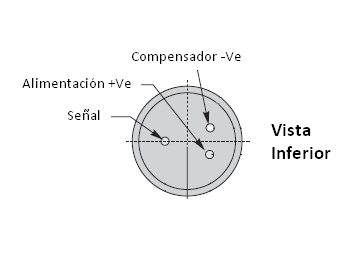 Compensador -Ve
Alimentación +Ve
Señal
Vista
Inferior